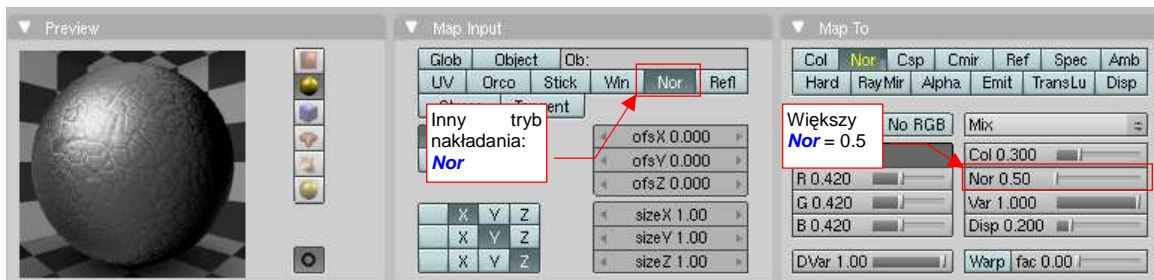 Preview
Map Input
Glob Object Ob:
UV Orco Stick Win Nor Refl
Inny tryb
nakładania:
Nor
ofsX 0.000
ofsY 0.000
ofsZ 0.000
X Y Z sizeX 1.00
X Y Z sizeY 1.00
X Y Z sizeZ 1.00
Map To
Col Nor Csp Cmir Ref Spec Amb
Hard RayMir Alpha Emit TransLu Disp
Większy
Nor = 0.5
No RGB Mix
Col 0.300
R 0.420 Nor 0.50
G 0.420 Var 1.000
B 0.420 Disp 0.200
DVar 1.00 Warp fac 0.00